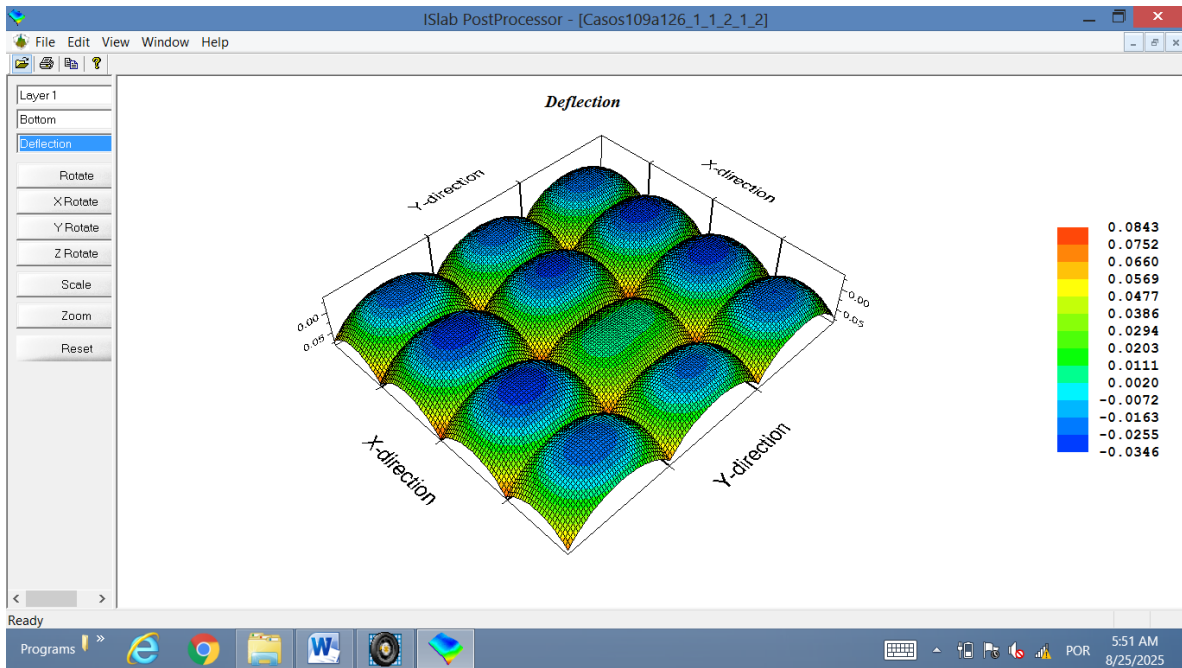 ISlab PostProcessor - [Casos109a126_1_1_2_1_2]
File Edit View Window Help
Layer 1
Bottom
Deflection
Rotate
X Rotate
Y Rotate
Z Rotate
Scale
Zoom
Reset
Deflection
Y-direction
X-direction
0.00
0.05
0.00
0.05
X-direction
Y-direction
0.0843
0.0752
0.0660
0.0569
0.0477
0.0386
0.0294
0.0203
0.0111
0.0020
-0.0072
-0.0163
-0.0255
-0.0346
Ready
Programs
POR
5:51 AM
8/25/2025